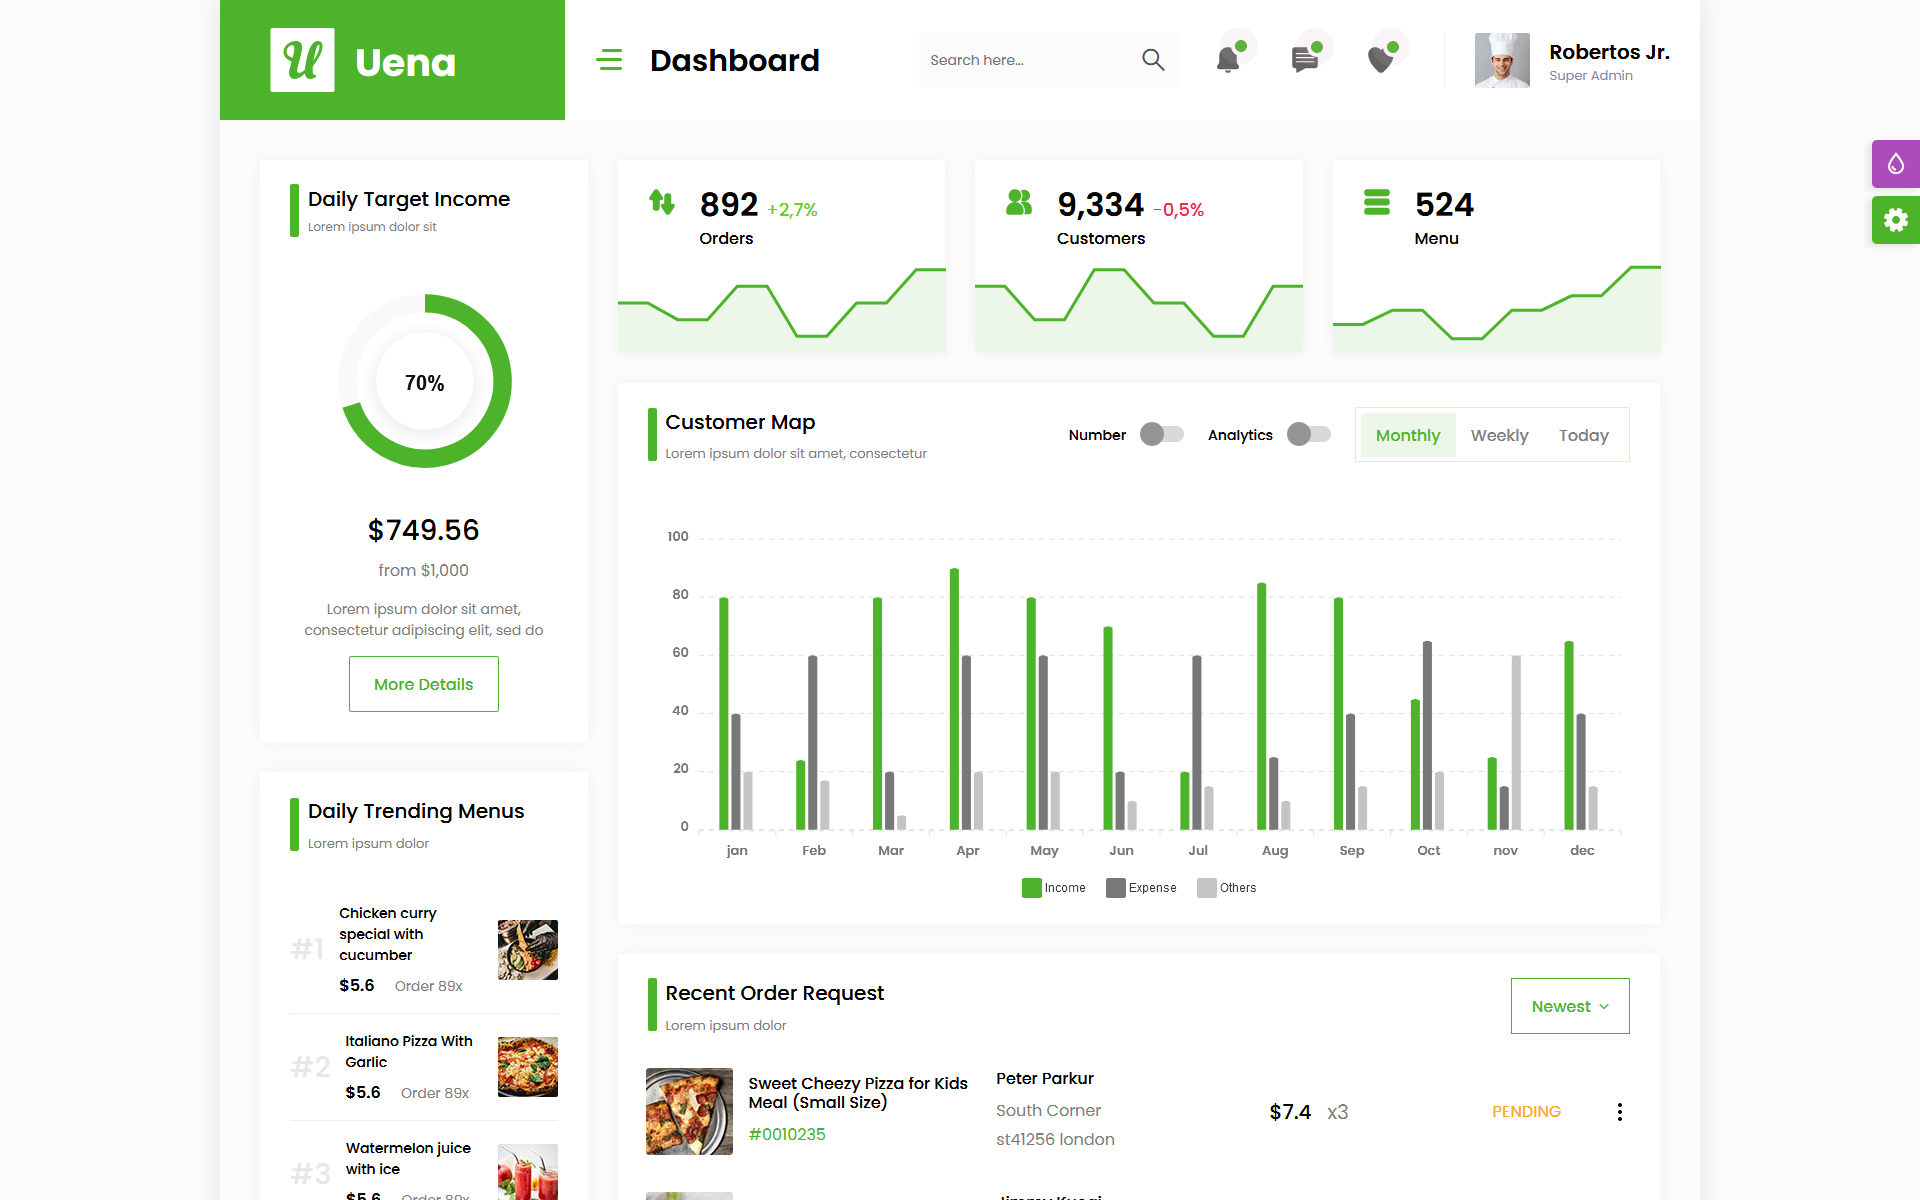 U Uena
Dashboard
Search here...
Robertos Jr.
Super Admin
Daily Target Income
Lorem ipsum dolor sit
70%
$749.56
from $1,000
Lorem ipsum dolor sit amet,
consectetur adipiscing elit, sed do
More Details
892 +2,7%
Orders
9,334 -0,5%
Customers
524
Menu
Customer Map
Lorem ipsum dolor sit amet, consectetur
Number
Analytics
Monthly Weekly Today
100
80
60
40
20
0
jan Feb Mar Apr May Jun Jul Aug Sep Oct nov dec
Income Expense Others
Daily Trending Menus
Lorem ipsum dolor
#1
Chicken curry
special with
cucumber
$5.6 Order 89x
#2
Italiano Pizza With
Garlic
$5.6 Order 89x
#3
Watermelon juice
with ice
$5.6 Order 89x
Recent Order Request
Lorem ipsum dolor
Newest
Sweet Cheezy Pizza for Kids
Meal (Small Size)
#0010235
Peter Parkur
South Corner
st41256 london
$7.4 x3
PENDING